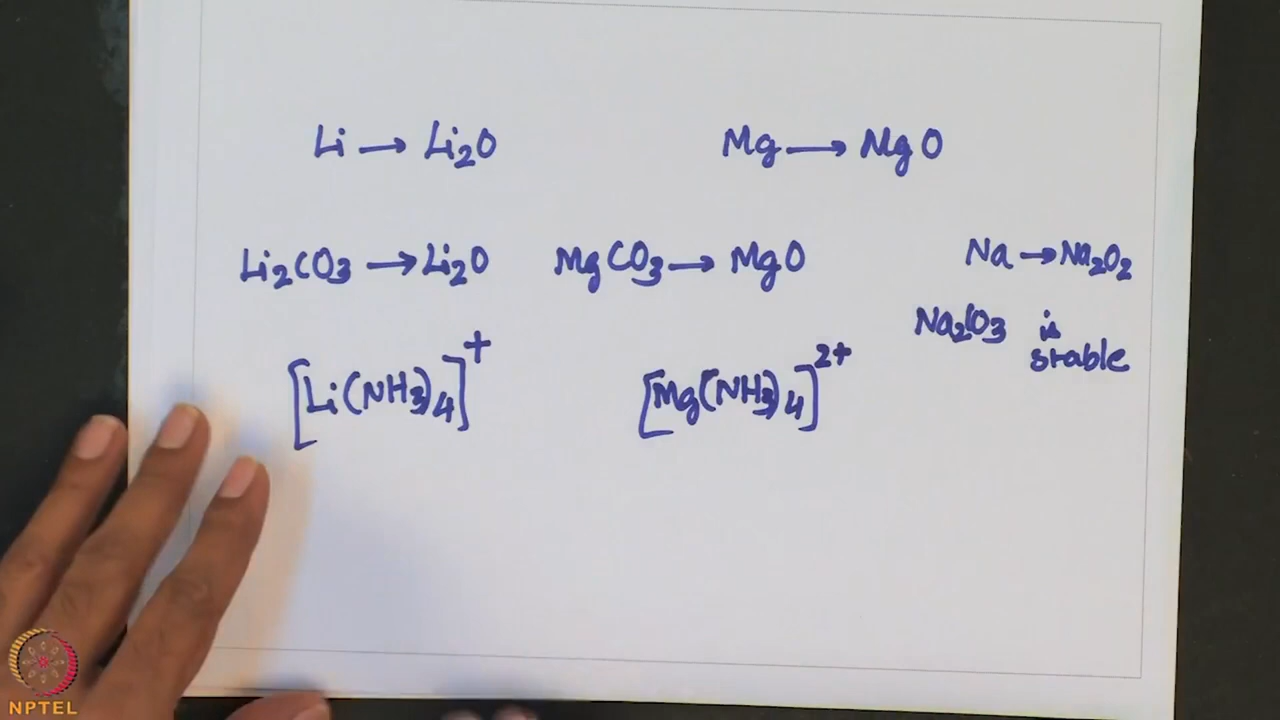 Li → Li2O Mg → MgO
Li2CO3 → Li2O MgCO3 → MgO Na → Na2O2
Na2CO3 is stable
[Li(NH3)4]+ [Mg(NH3)4]2+
NPTEL